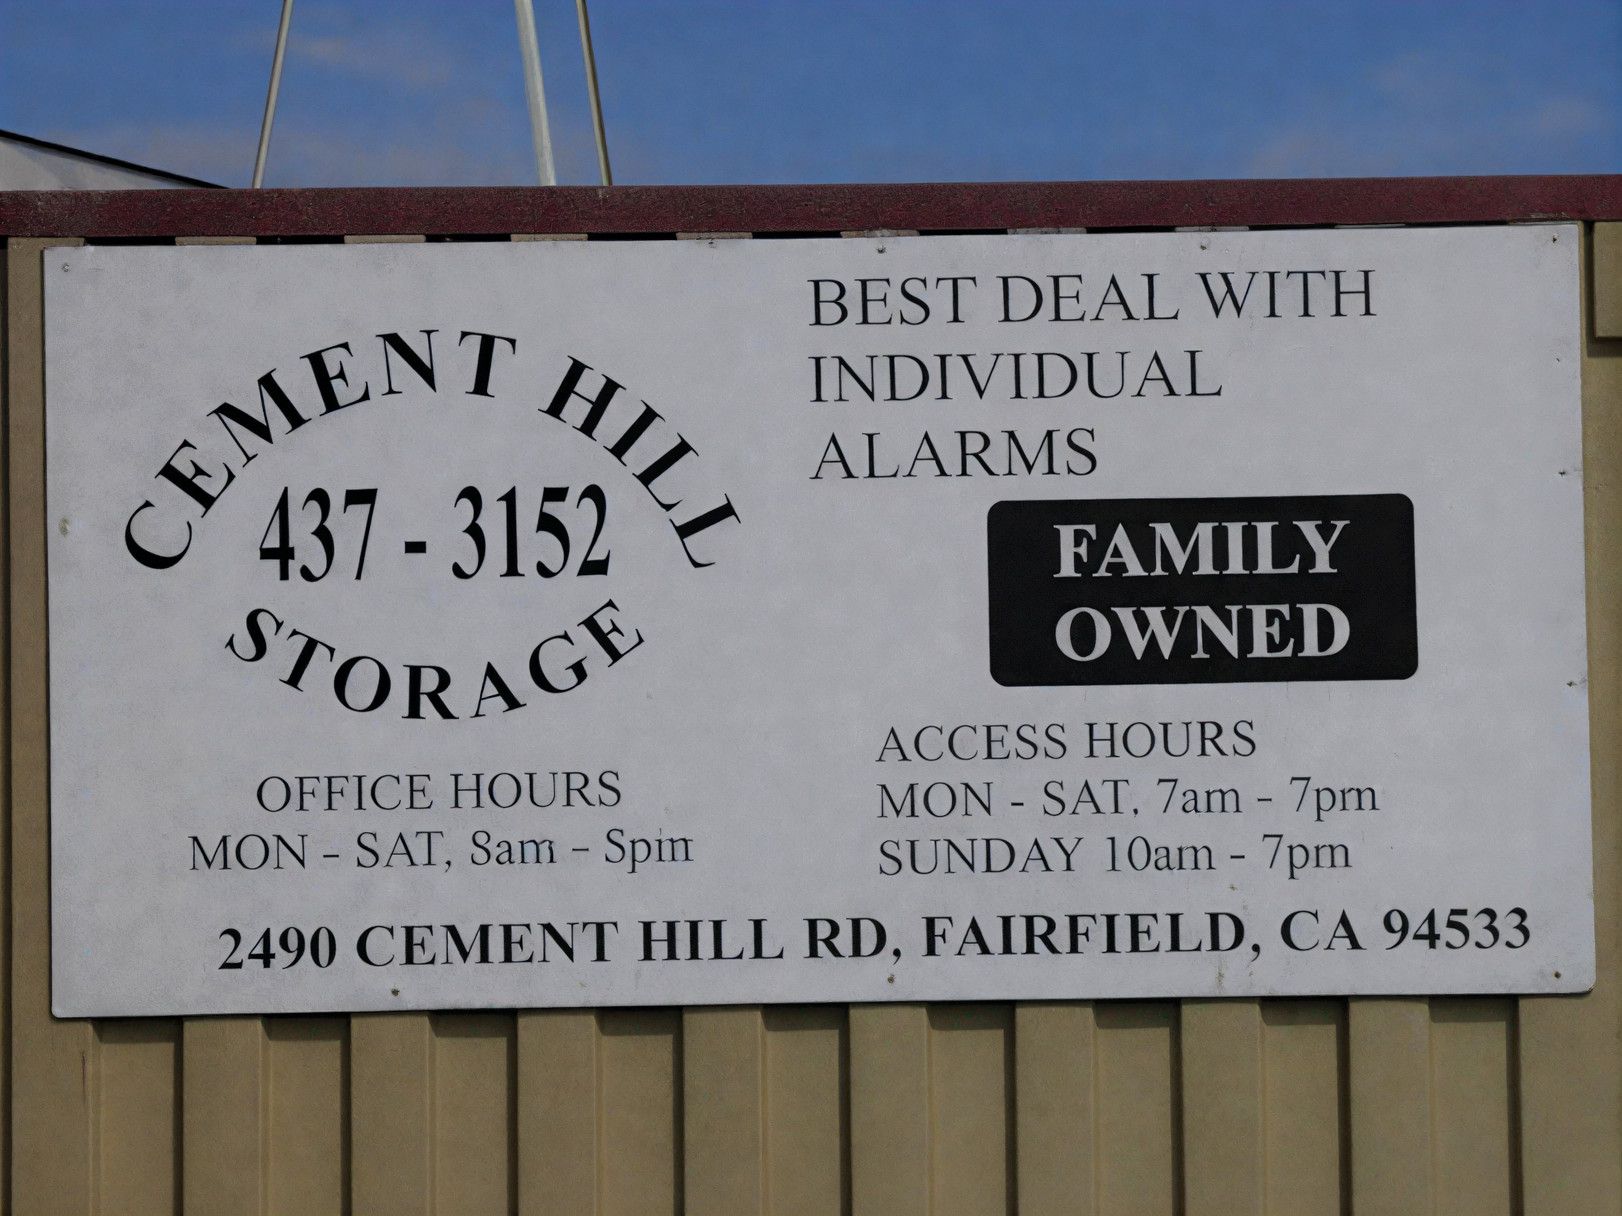 CEMENT HILL
437 - 3152
STORAGE
OFFICE HOURS
MON - SAT, 8am -
BEST DEAL WITH
INDIVIDUAL
ALARMS
FAMILY
OWNED
ACCESS HOURS
MON - SAT, 7am - 7pm
SUNDAY 10am - 7pm
2490 CEMENT HILL RD, FAIRFIELD, CA 94533